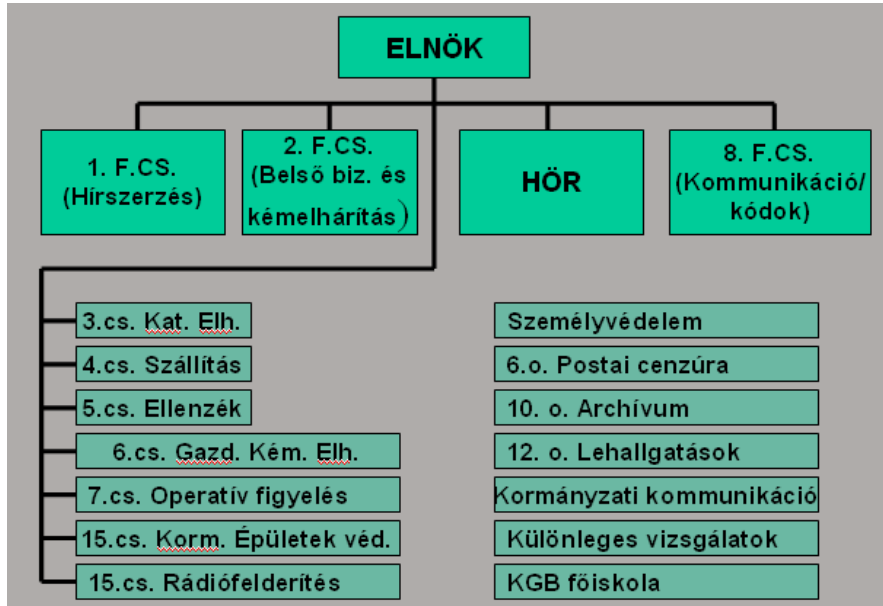 ELNÖK
1. F.CS.
(Hírszerzés)
2. F.CS.
(Belső biz. és
kémelhárítás)
HÖR
8. F.CS.
(Kommunikáció/
kódok)
3.cs. Kat. Elh.
4.cs. Szállítás
5.cs. Ellenzék
6.cs. Gazd. Kém. Elh.
7.cs. Operatív figyelés
15.cs. Korm. Épületek véd.
15.cs. Rádiófelderítés
Személyvédelem
6.o. Postai cenzúra
10. o. Archívum
12. o. Lehallgatások
Kormányzati kommunikáció
Különleges vizsgálatok
KGB főiskola